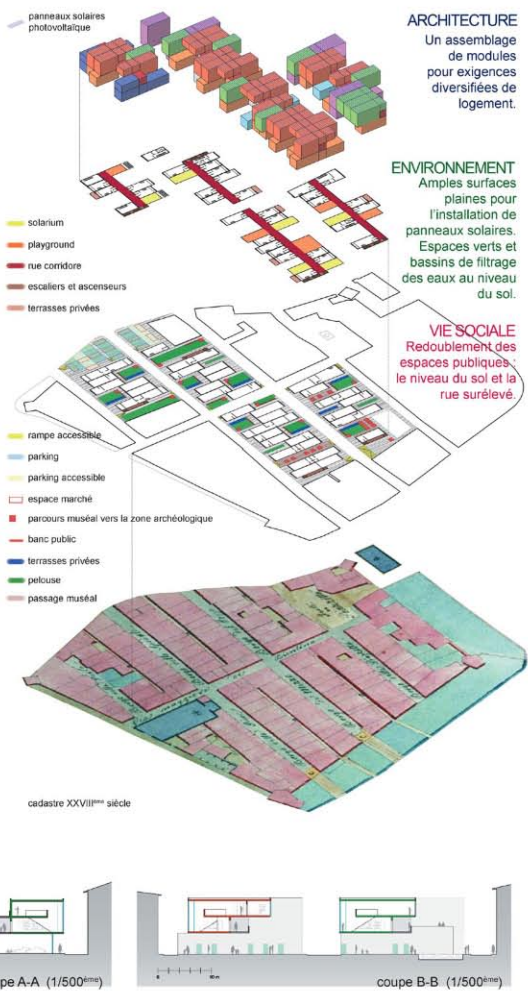 panneaux solaires
photovoltaïque
ARCHITECTURE
Un assemblage
de modules
pour exigences
diversifiées de
logement.
ENVIRONNEMENT
Amples surfaces
plaines pour
l'installation de
panneaux solaires.
Espaces verts et
bassins de filtrage
des eaux au niveau
du sol.
solarium
playground
rue corridore
escaliers et ascenseurs
terrasses privées
VIE SOCIALE
Redoublement des
espaces publiques :
le niveau du sol et la
rue surélevé.
rampe accessible
parking
parking accessible
espace marché
parcours muséal vers la zone archéologique
banc public
terrasses privées
pelouse
passage muséal
cadastre XXVIIIème siècle
pe A-A (1/500ème)
coupe B-B (1/500ème)